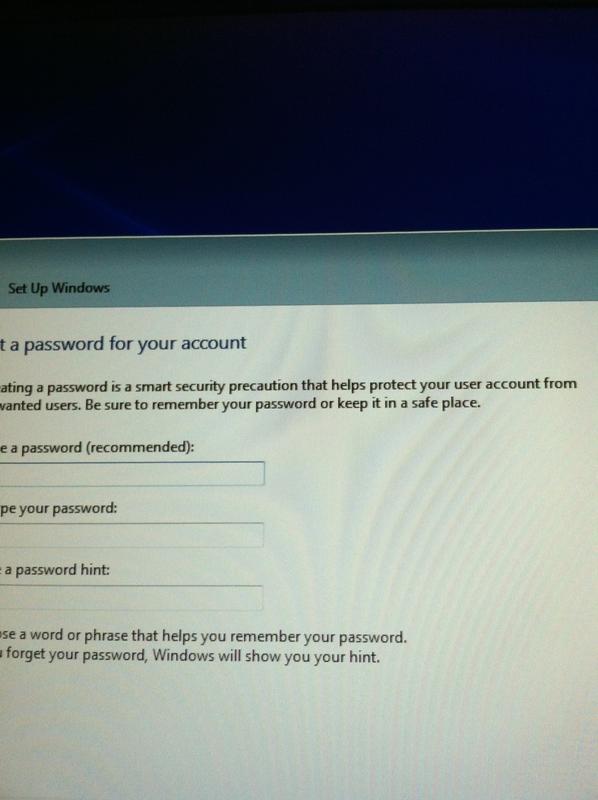 Set Up Windows
t a password for your account
ating a password is a smart security precaution that helps protect your user account from
wanted users. Be sure to remember your password or keep it in a safe place.
e a password (recommended):
pe your password:
a password hint:
ose a word or phrase that helps you remember your password.
forget your password, Windows will show you your hint.